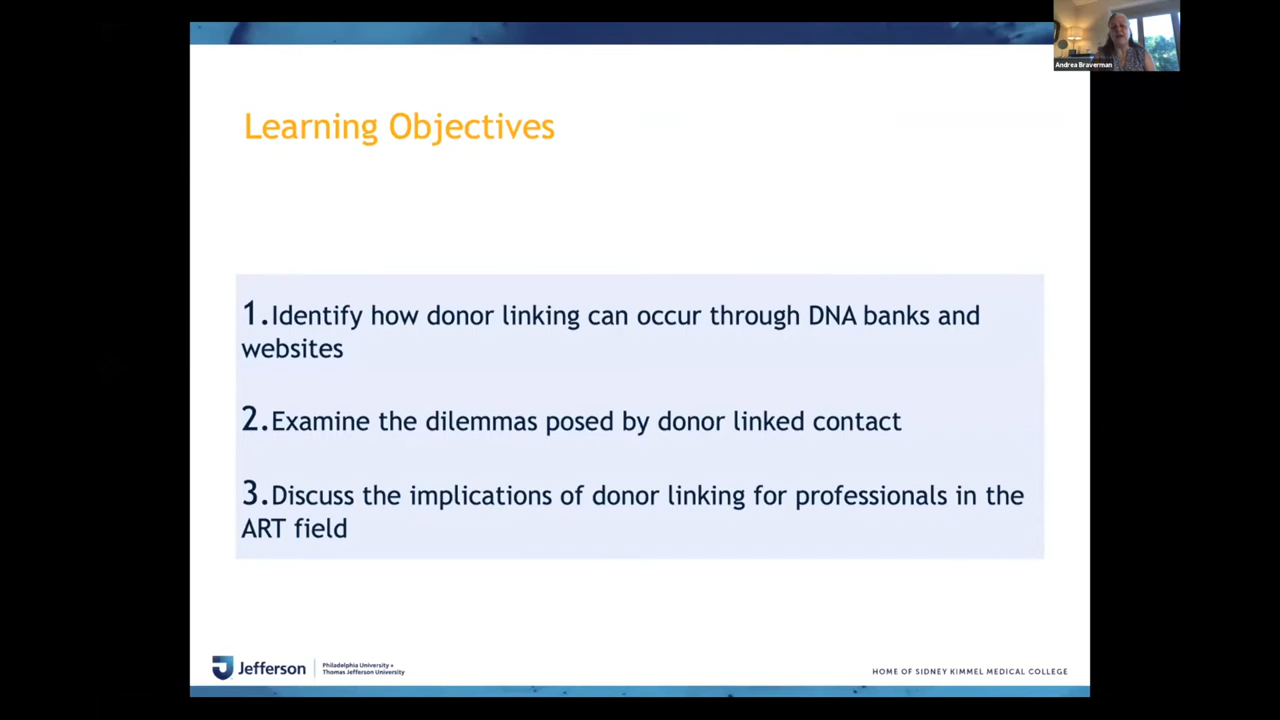 Andrea Braverman
Learning Objectives
1.Identify how donor linking can occur through DNA banks and
websites
2.Examine the dilemmas posed by donor linked contact
3.Discuss the implications of donor linking for professionals in the
ART field
Jefferson
Philadelphia University +
Thomas Jefferson University
HOME OF SIDNEY KIMMEL MEDICAL COLLEGE